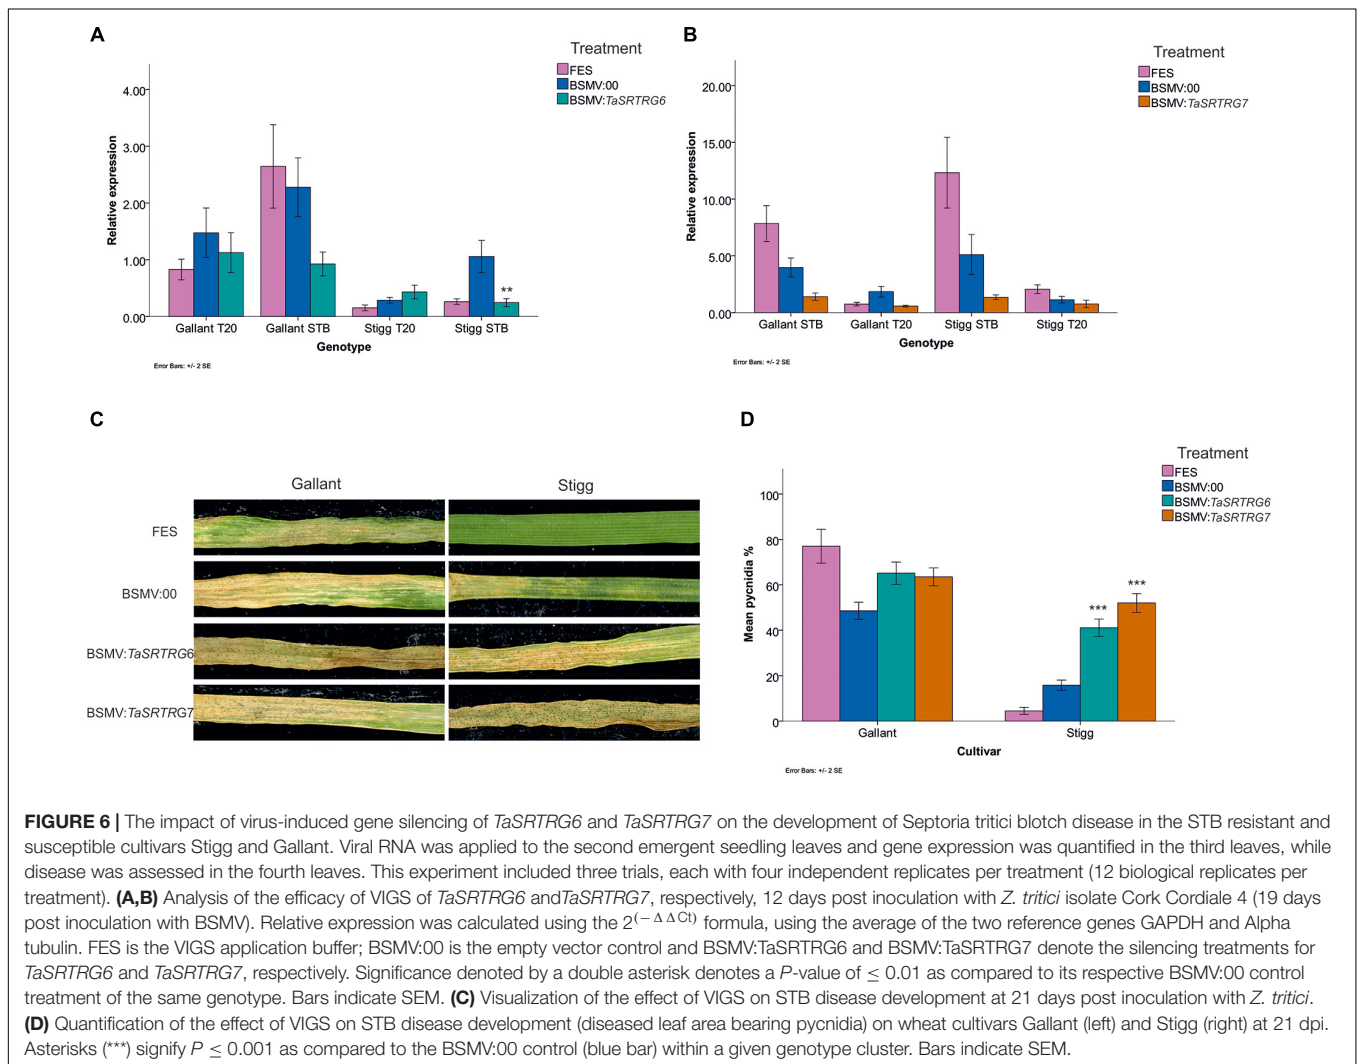 A
Treatment
FES
BSMV:00
BSMV:TaSRTRG6
4.00
3.00
2.00
1.00
0.00
Relative expression
**
Gallant T20 Gallant STB Stigg T20 Stigg STB
Genotype
Error Bars: +/- 2 SE
B
Treatment
FES
BSMV:00
BSMV:TaSRTRG7
20.00
15.00
10.00
5.00
0.00
Relative expression
Gallant STB Gallant T20 Stigg STB Stigg T20
Genotype
Error Bars: +/- 2 SE
C
Gallant Stigg
FES
BSMV:00
BSMV:TaSRTRG6
BSMV:TaSRTRG7
D
Treatment
FES
BSMV:00
BSMV:TaSRTRG6
BSMV:TaSRTRG7
100
80
60
40
20
0
Mean pycnidia %
***
***
Gallant Stigg
Cultivar
Error Bars: +/- 2 SE
FIGURE 6 | The impact of virus-induced gene silencing of TaSRTRG6 and TaSRTRG7 on the development of Septoria tritici blotch disease in the STB resistant and
susceptible cultivars Stigg and Gallant. Viral RNA was applied to the second emergent seedling leaves and gene expression was quantified in the third leaves, while
disease was assessed in the fourth leaves. This experiment included three trials, each with four independent replicates per treatment (12 biological replicates per
treatment). (A,B) Analysis of the efficacy of VIGS of TaSRTRG6 andTaSRTRG7, respectively, 12 days post inoculation with Z. tritici isolate Cork Cordiale 4 (19 days
post inoculation with BSMV). Relative expression was calculated using the 2(−ΔΔCt) formula, using the average of the two reference genes GAPDH and Alpha
tubulin. FES is the VIGS application buffer; BSMV:00 is the empty vector control and BSMV:TaSRTRG6 and BSMV:TaSRTRG7 denote the silencing treatments for
TaSRTRG6 and TaSRTRG7, respectively. Significance denoted by a double asterisk denotes a P-value of ≤ 0.01 as compared to its respective BSMV:00 control
treatment of the same genotype. Bars indicate SEM. (C) Visualization of the effect of VIGS on STB disease development at 21 days post inoculation with Z. tritici.
(D) Quantification of the effect of VIGS on STB disease development (diseased leaf area bearing pycnidia) on wheat cultivars Gallant (left) and Stigg (right) at 21 dpi.
Asterisks (***) signify P ≤ 0.001 as compared to the BSMV:00 control (blue bar) within a given genotype cluster. Bars indicate SEM.